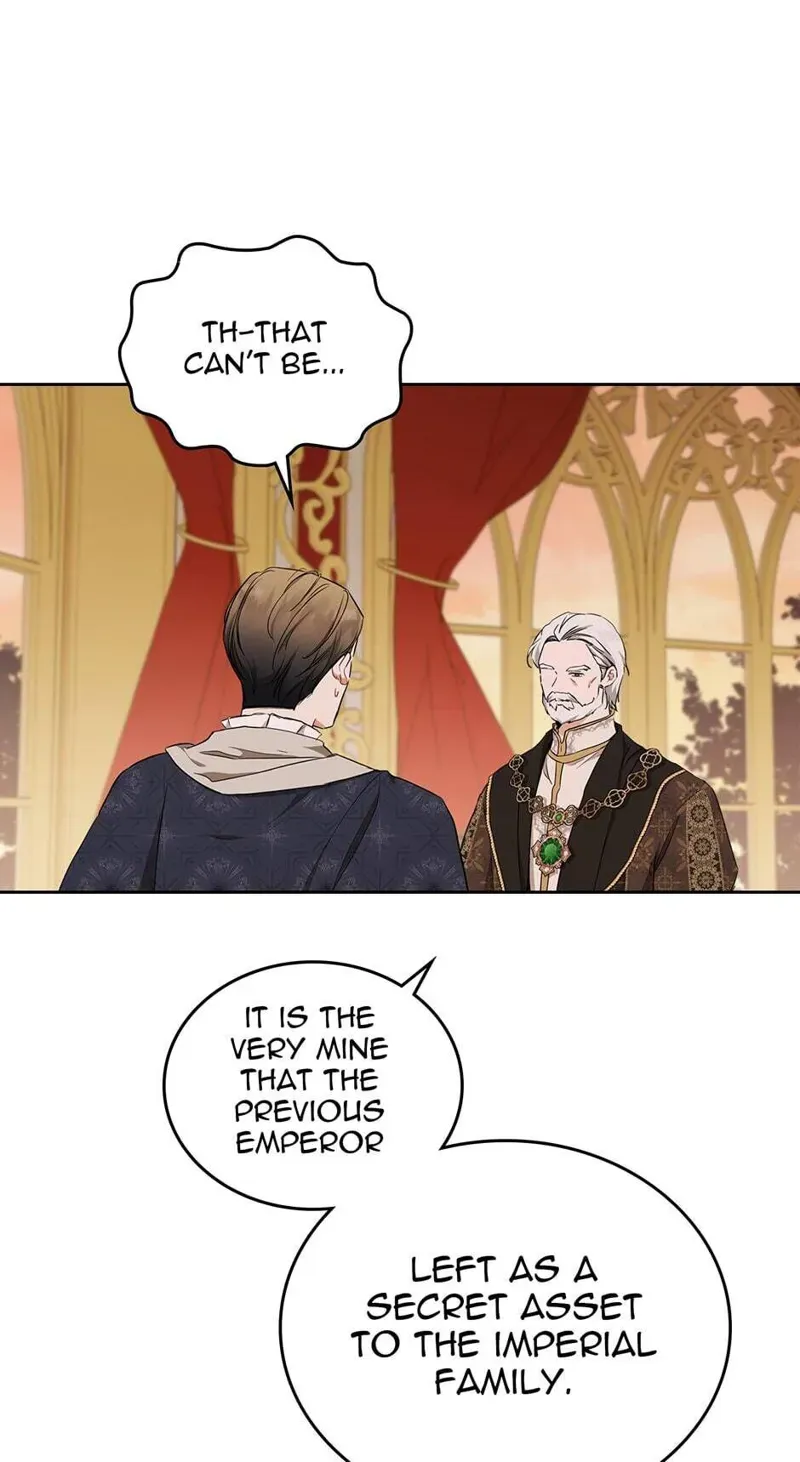 TH-THAT
CAN'T BE...
IT IS THE
VERY MINE
THAT THE
PREVIOUS
EMPEROR
LEFT AS A
SECRET ASSET
TO THE IMPERIAL
FAMILY.